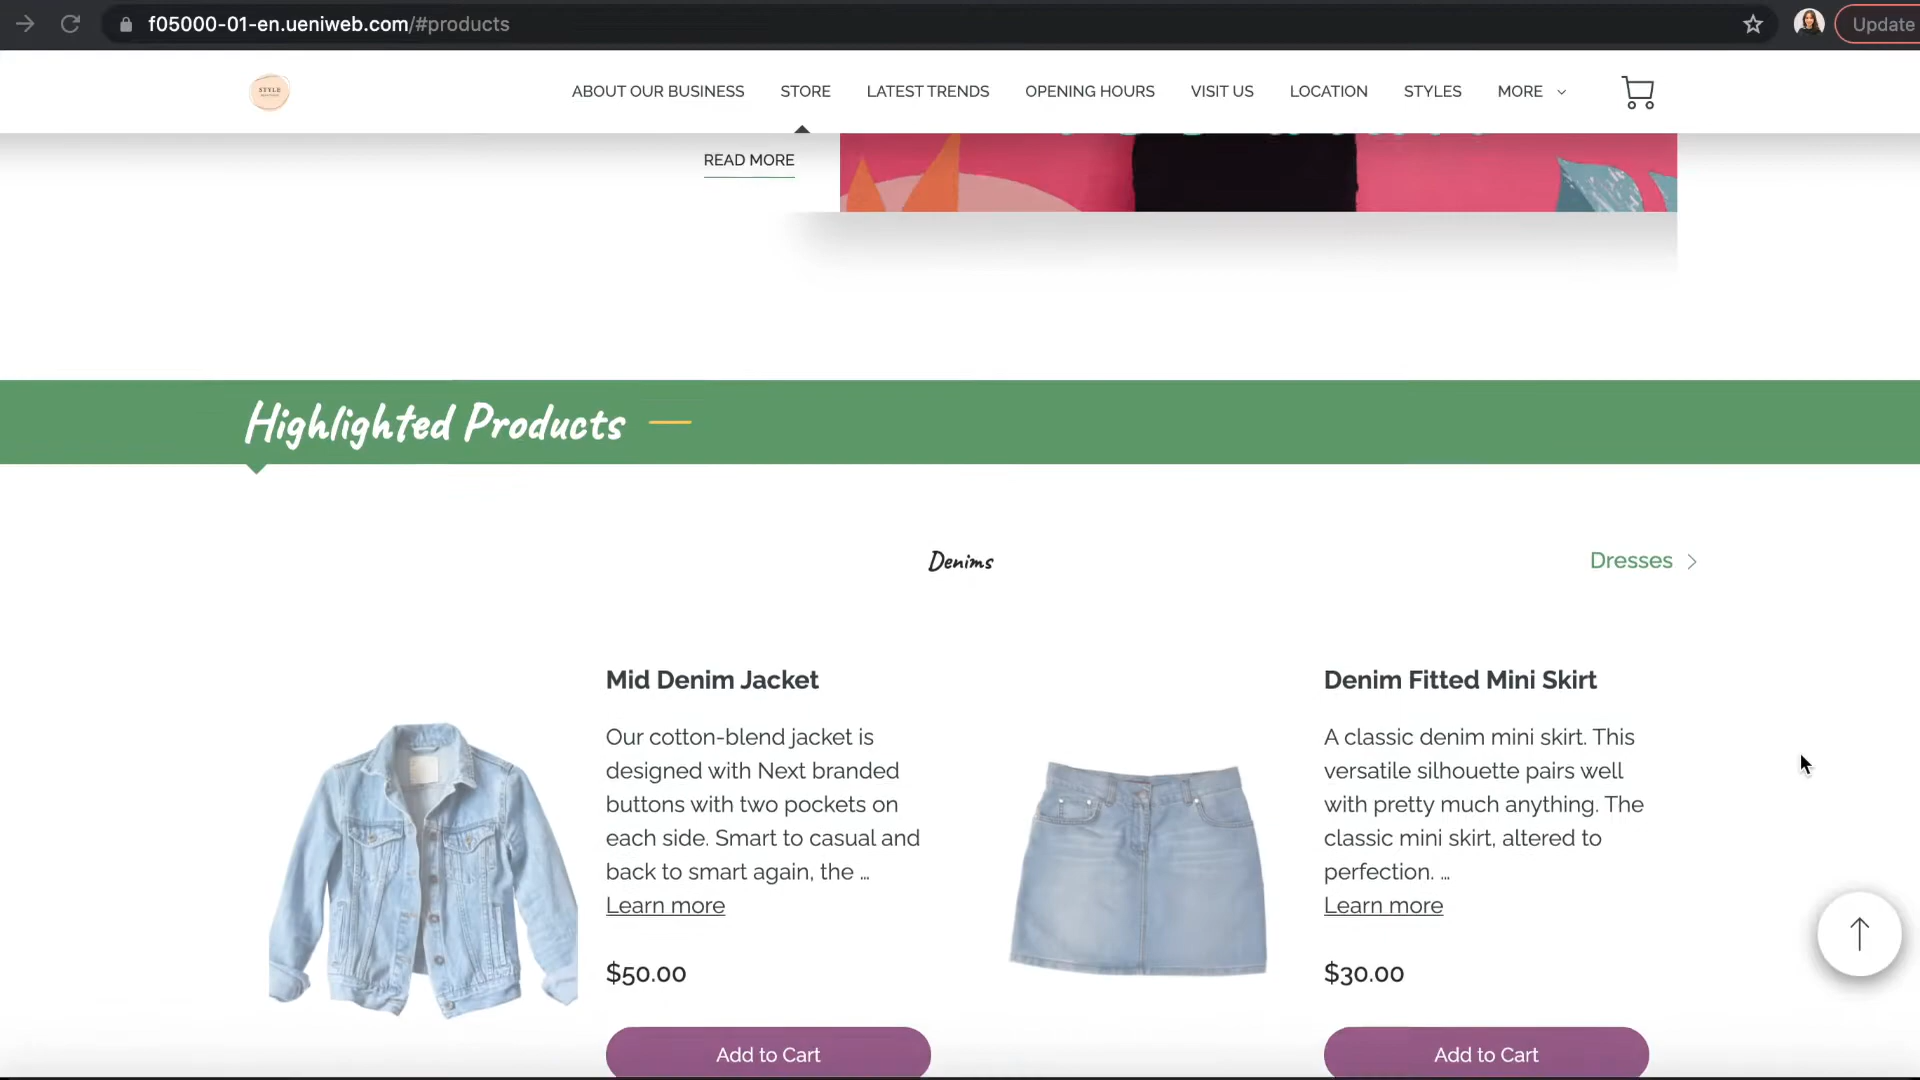 f05000-01-en.ueniweb.com/#products
Update
STYLE
ABOUT OUR BUSINESS
STORE
LATEST TRENDS
OPENING HOURS
VISIT US
LOCATION
STYLES
MORE
READ MORE
Highlighted Products
Denims
Dresses
Mid Denim Jacket
Our cotton-blend jacket is
designed with Next branded
buttons with two pockets on
each side. Smart to casual and
back to smart again, the ...
Learn more
$50.00
Add to Cart
Denim Fitted Mini Skirt
A classic denim mini skirt. This
versatile silhouette pairs well
with pretty much anything. The
classic mini skirt, altered to
perfection. ...
Learn more
$30.00
Add to Cart